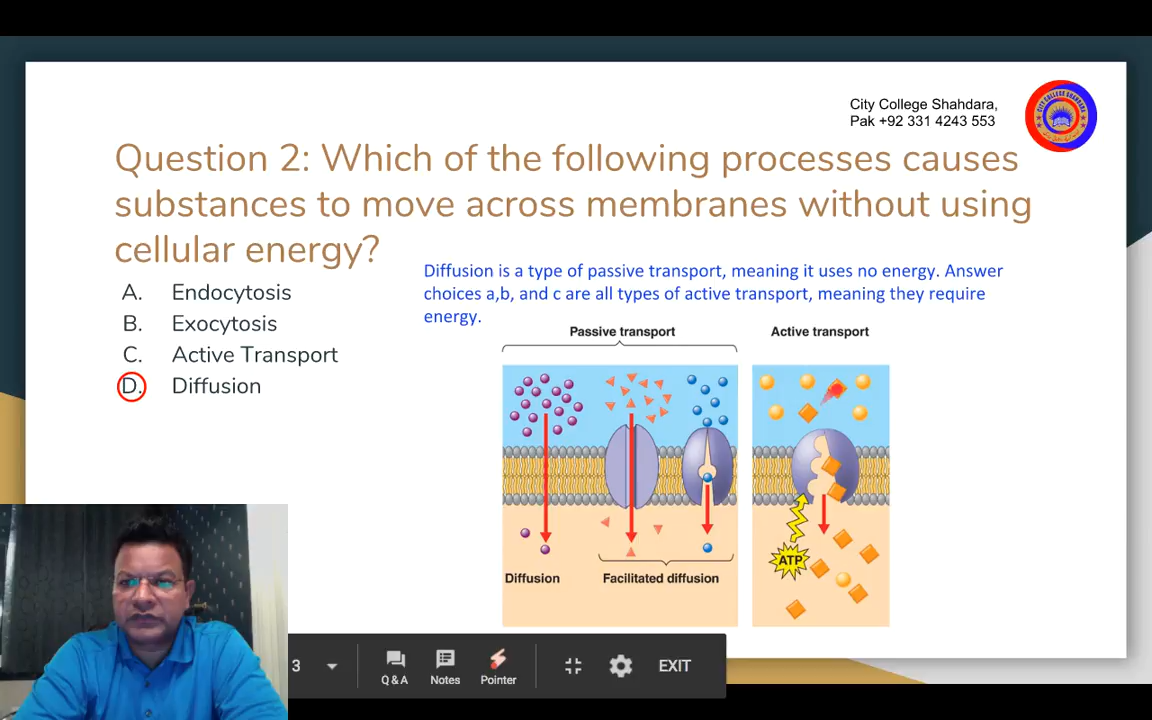 City College Shahdara,
Pak +92 331 4243 553
CITY COLLEGE SHAHDARA
Question 2: Which of the following processes causes
substances to move across membranes without using
cellular energy?
A. Endocytosis
B. Exocytosis
C. Active Transport
D. Diffusion
Diffusion is a type of passive transport, meaning it uses no energy. Answer
choices a,b, and c are all types of active transport, meaning they require
energy.
Passive transport
Active transport
ATP
Diffusion
Facilitated diffusion
3
Q & A
Notes
Pointer
EXIT